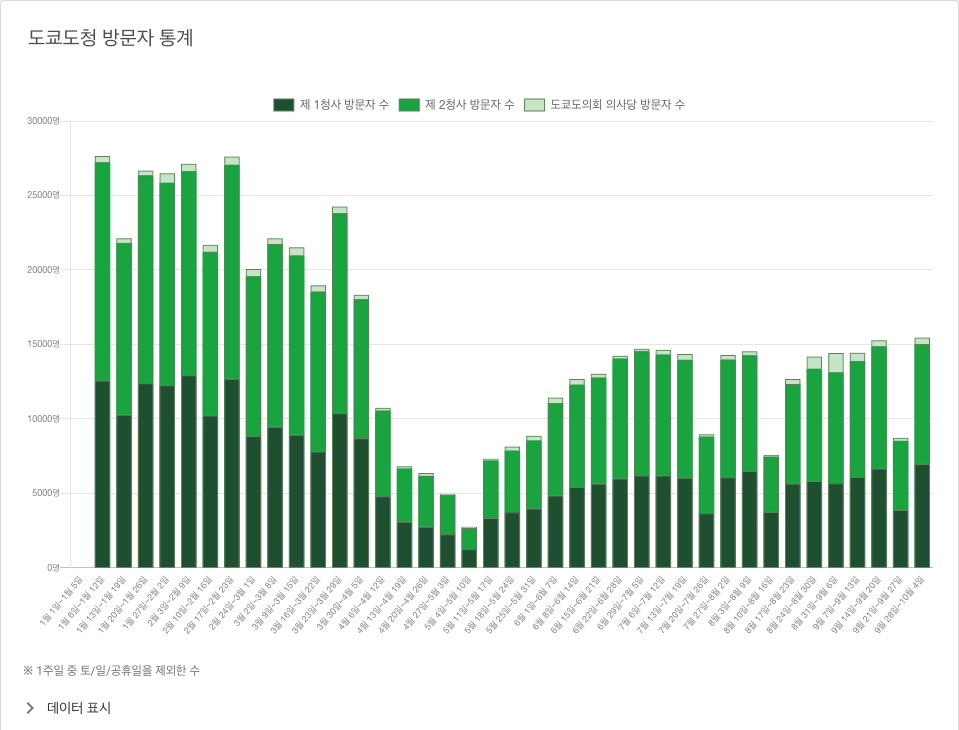 도쿄도청 방문자 통계
제 1청사 방문자 수
제 2청사 방문자 수
도쿄도의회 의사당 방문자 수
30000명
25000명
20000명
15000명
10000명
5000명
0명
1월 1일~1월 5일
1월 6일~1월 12일
1월 13일~1월 19일
1월 20일~1월 26일
1월 27일~2월 2일
2월 3일~2월 9일
2월 10일~2월 16일
2월 17일~2월 23일
2월 24일~3월 1일
3월 2일~3월 8일
3월 9일~3월 15일
3월 16일~3월 22일
3월 23일~3월 29일
3월 30일~4월 5일
4월 6일~4월 12일
4월 13일~4월 19일
4월 20일~4월 26일
4월 27일~5월 3일
5월 4일~5월 10일
5월 11일~5월 17일
5월 18일~5월 24일
5월 25일~5월 31일
6월 1일~6월 7일
6월 8일~6월 14일
6월 15일~6월 21일
6월 22일~6월 28일
6월 29일~7월 5일
7월 6일~7월 12일
7월 13일~7월 19일
7월 20일~7월 26일
7월 27일~8월 2일
8월 3일~8월 9일
8월 10일~8월 16일
8월 17일~8월 23일
8월 24일~8월 30일
8월 31일~9월 6일
9월 7일~9월 13일
9월 14일~9월 20일
9월 21일~9월 27일
9월 28일~10월 4일
※ 1주일 중 토/일/공휴일을 제외한 수
데이터 표시